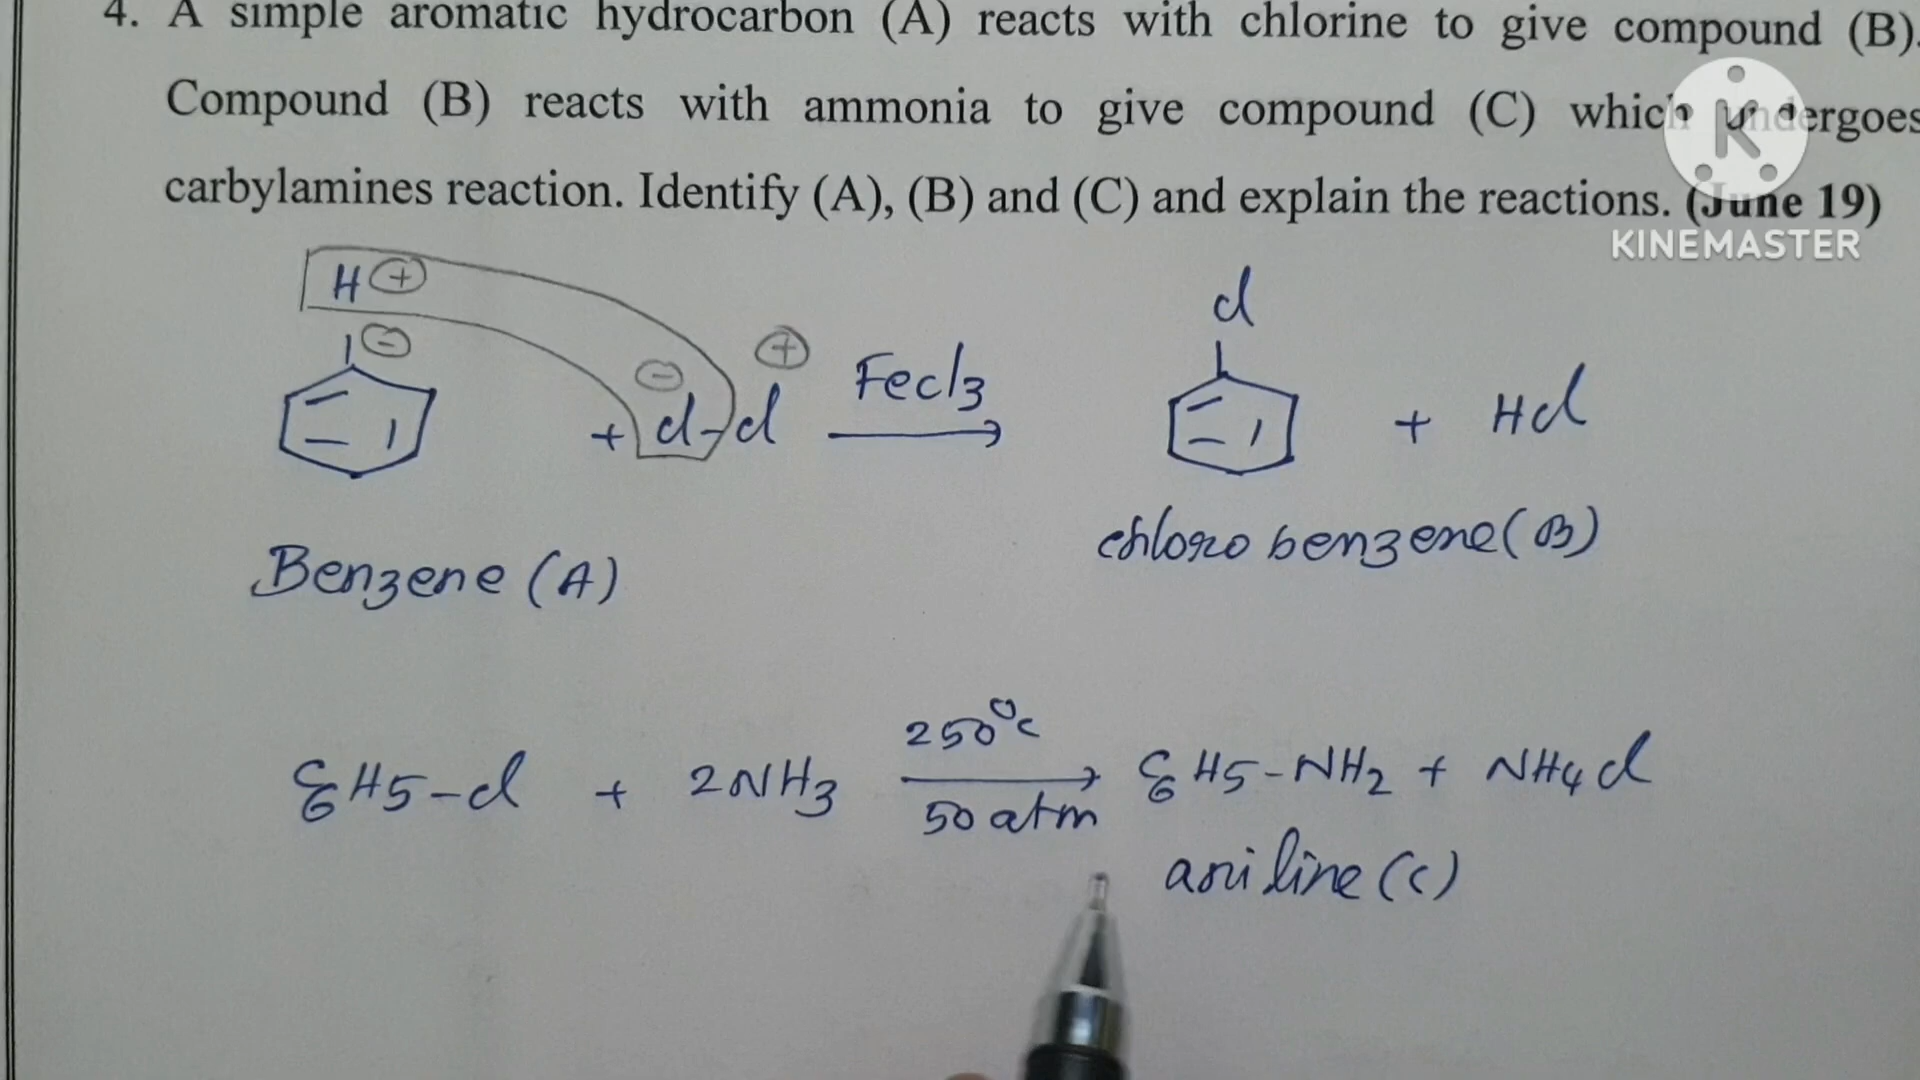 4. A simple aromatic hydrocarbon (A) reacts with chlorine to give compound (B).
Compound (B) reacts with ammonia to give compound (C) which undergoes
carbylamines reaction. Identify (A), (B) and (C) and explain the reactions. (June 19)
KINEMASTER
H ⊕
⊖
+ Cl-Cl
⊖ ⊕
FeCl3
Cl
+ HCl
Benzene (A)
chloro benzene (B)
C6H5-Cl + 2NH3
250°C
50 atm
C6H5-NH2 + NH4Cl
aniline (C)